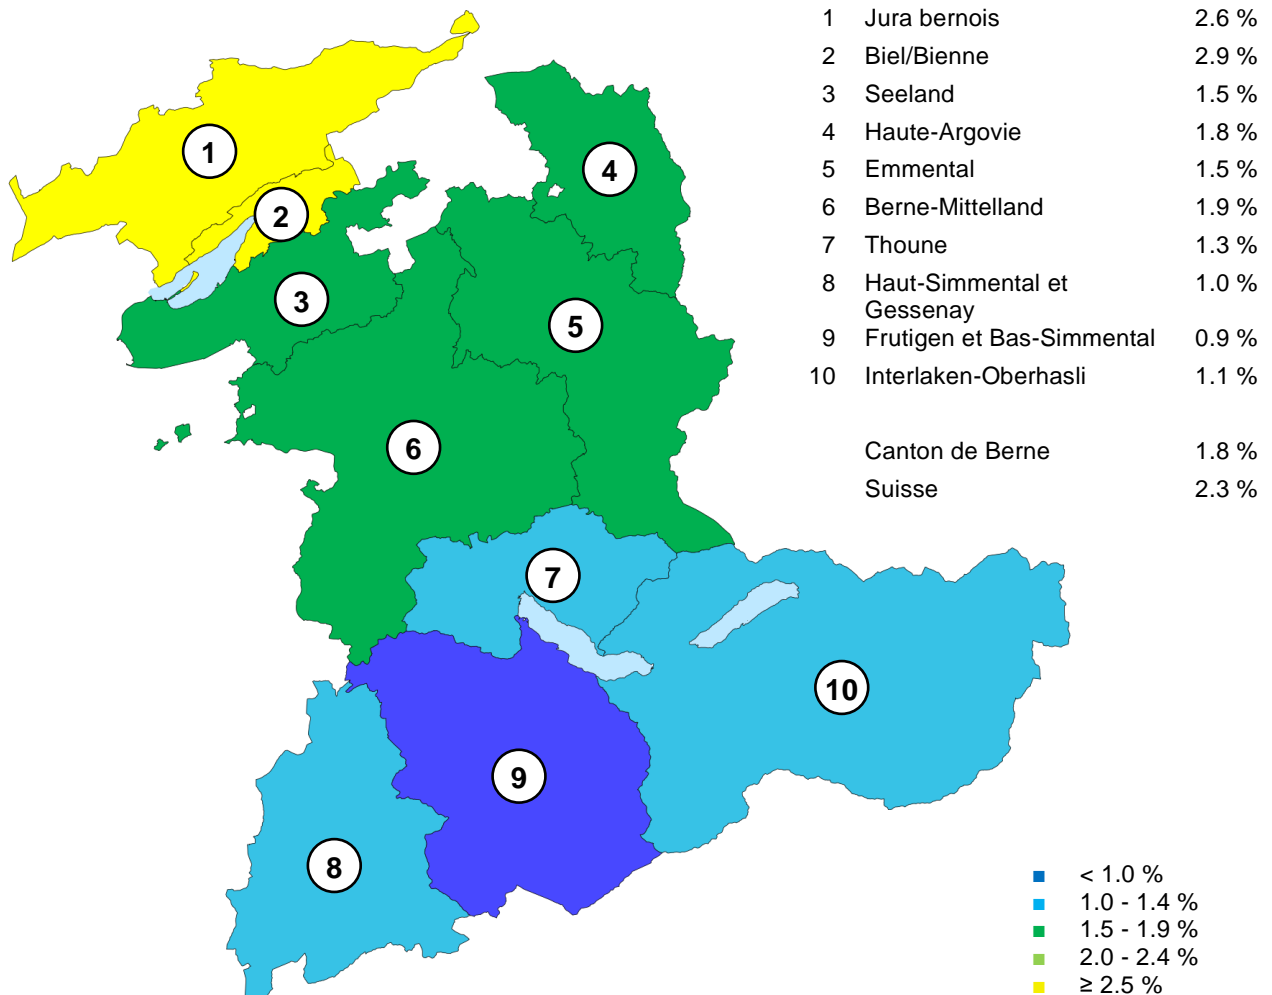 1 Jura bernois 2.6 %
2 Biel/Bienne 2.9 %
3 Seeland 1.5 %
4 Haute-Argovie 1.8 %
5 Emmental 1.5 %
6 Berne-Mittelland 1.9 %
7 Thoune 1.3 %
8 Haut-Simmental et 1.0 %
Gessenay
9 Frutigen et Bas-Simmental 0.9 %
10 Interlaken-Oberhasli 1.1 %
Canton de Berne 1.8 %
Suisse 2.3 %
1
2
3
4
5
6
7
8
9
10
< 1.0 %
1.0 - 1.4 %
1.5 - 1.9 %
2.0 - 2.4 %
≥ 2.5 %